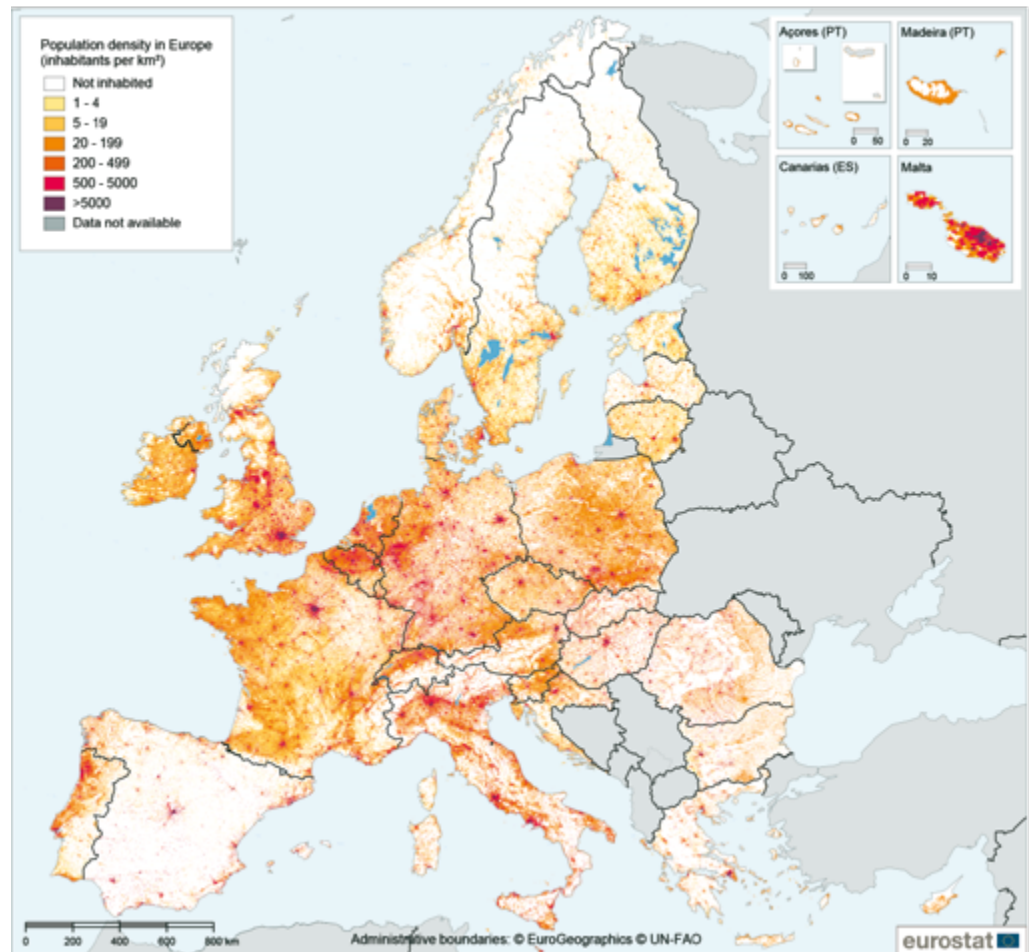 Population density in Europe
(inhabitants per km²)
Not inhabited
1 - 4
5 - 19
20 - 199
200 - 499
500 - 5000
>5000
Data not available
Açores (PT)
0 50
Madeira (PT)
0 20
Canarias (ES)
0 100
Malta
0 10
0 200 400 600 800 km
Administrative boundaries: © EuroGeographics © UN-FAO
eurostat